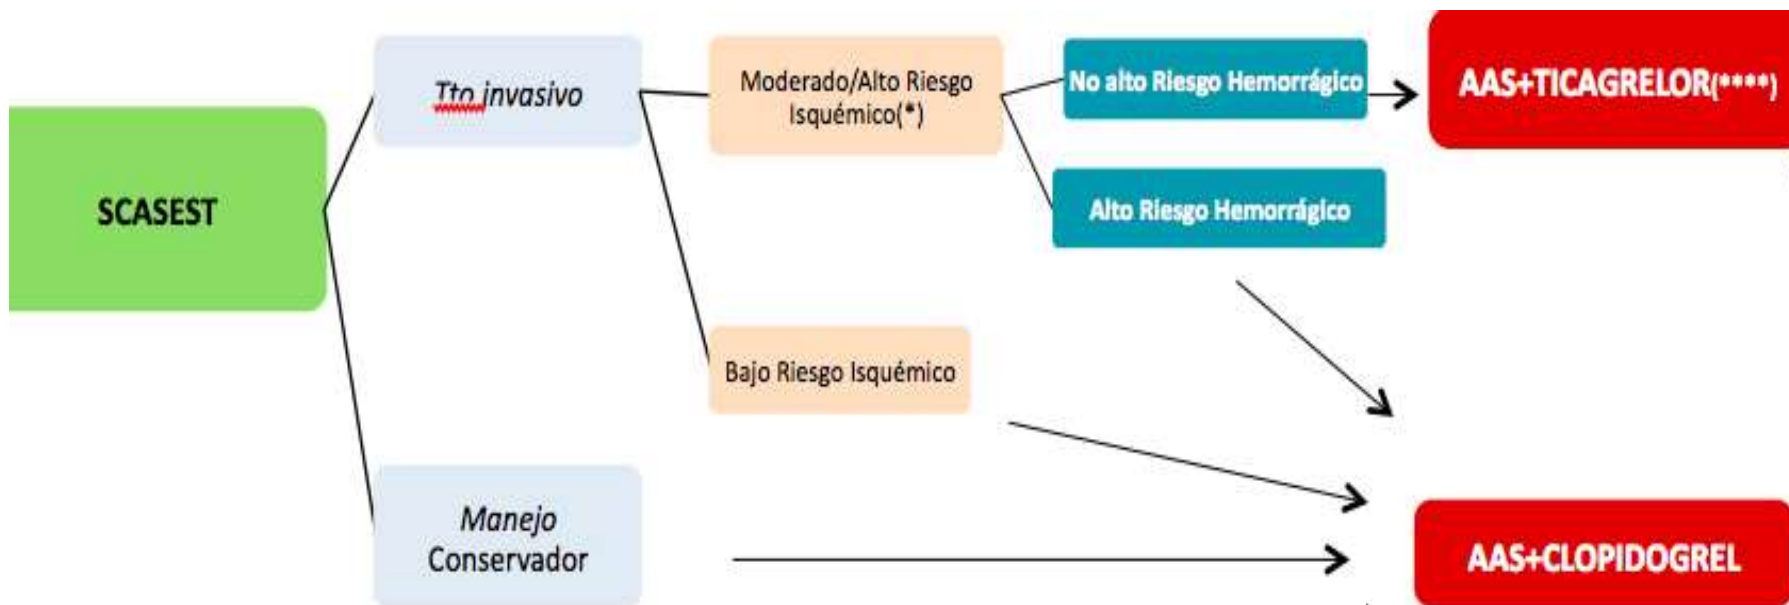 SCASEST
Tto invasivo
Manejo
Conservador
Moderado/Alto Riesgo
Isquémico(*)
Bajo Riesgo Isquémico
No alto Riesgo Hemorrágico
Alto Riesgo Hemorrágico
AAS+TICAGRELOR(****)
AAS+CLOPIDOGREL